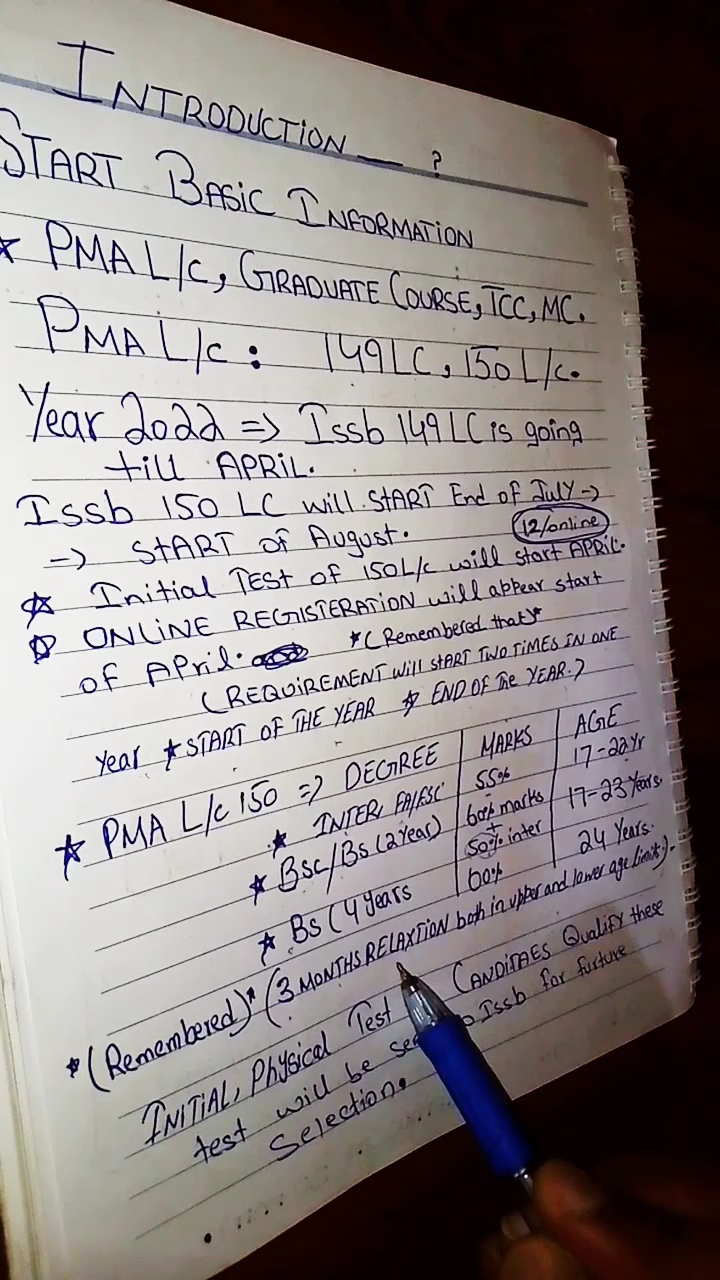 INTRODUCTION — ?
START BASIC INFORMATION
* PMA L/c, GRADUATE COURSE, TCC, MC.
PMA L/c : 149 LC, 150 L/c.
Year 2022 => Issb 149 LC is going
till APRIL.
Issb 150 LC will START End of July ->
-> START OF August.
12/online
* Initial TEST of 150 L/c will start APRIL.
ONLINE REGISTERATION will appear start
of APril. *(Remembered that)*
(REQUIREMENT will START TWO TIMES IN ONE
year * START OF THE YEAR * END OF the YEAR.)
* PMA L/c 150 => DEGREE MARKS AGE
* INTER, FA/FSC 55% 17-22 Yr
* Bsc/Bs (2 Year) 60% marks + 50% inter 17-23 Years.
* Bs (4 years 60% 24 Years.
*(Remembered)* (3 MONTHS RELAXTION both in upper and lower age limit).
INITIAL, Physical Test CANDITAES Qualify these
test will be Issb for furture
Selection.